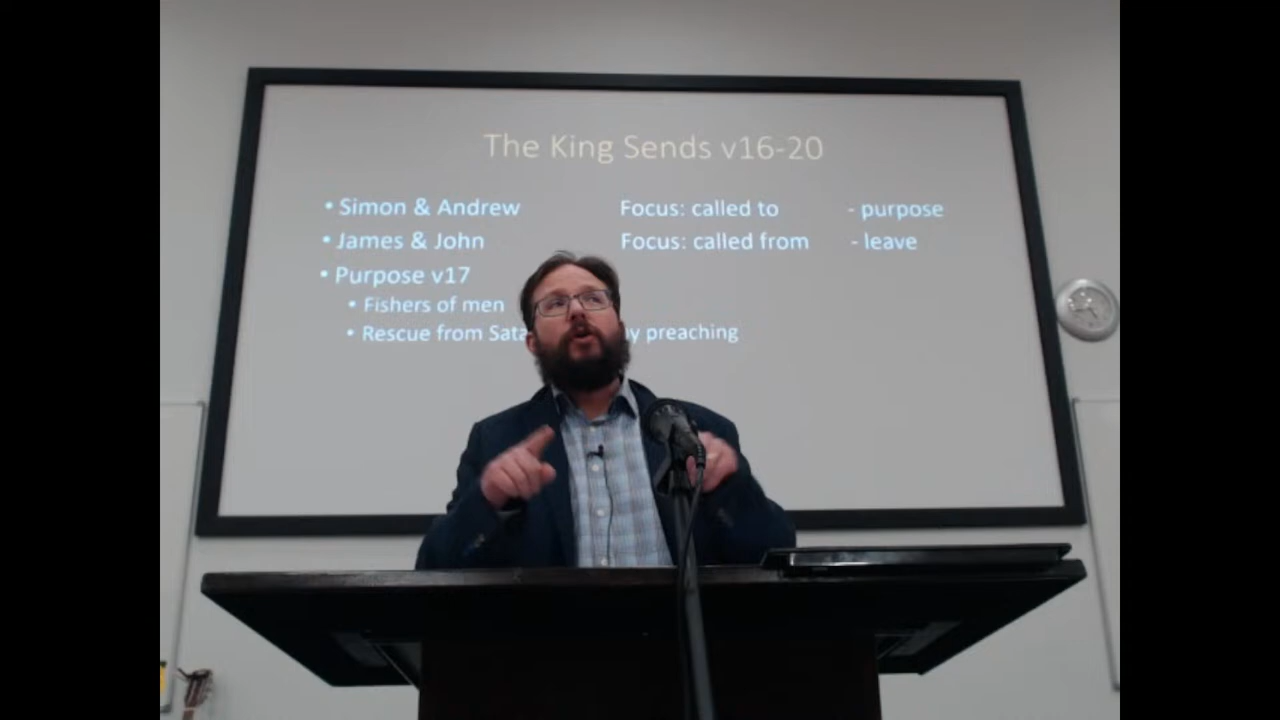 The King Sends v16-20
• Simon & Andrew Focus: called to - purpose
• James & John Focus: called from - leave
• Purpose v17
• Fishers of men
• Rescue from preaching